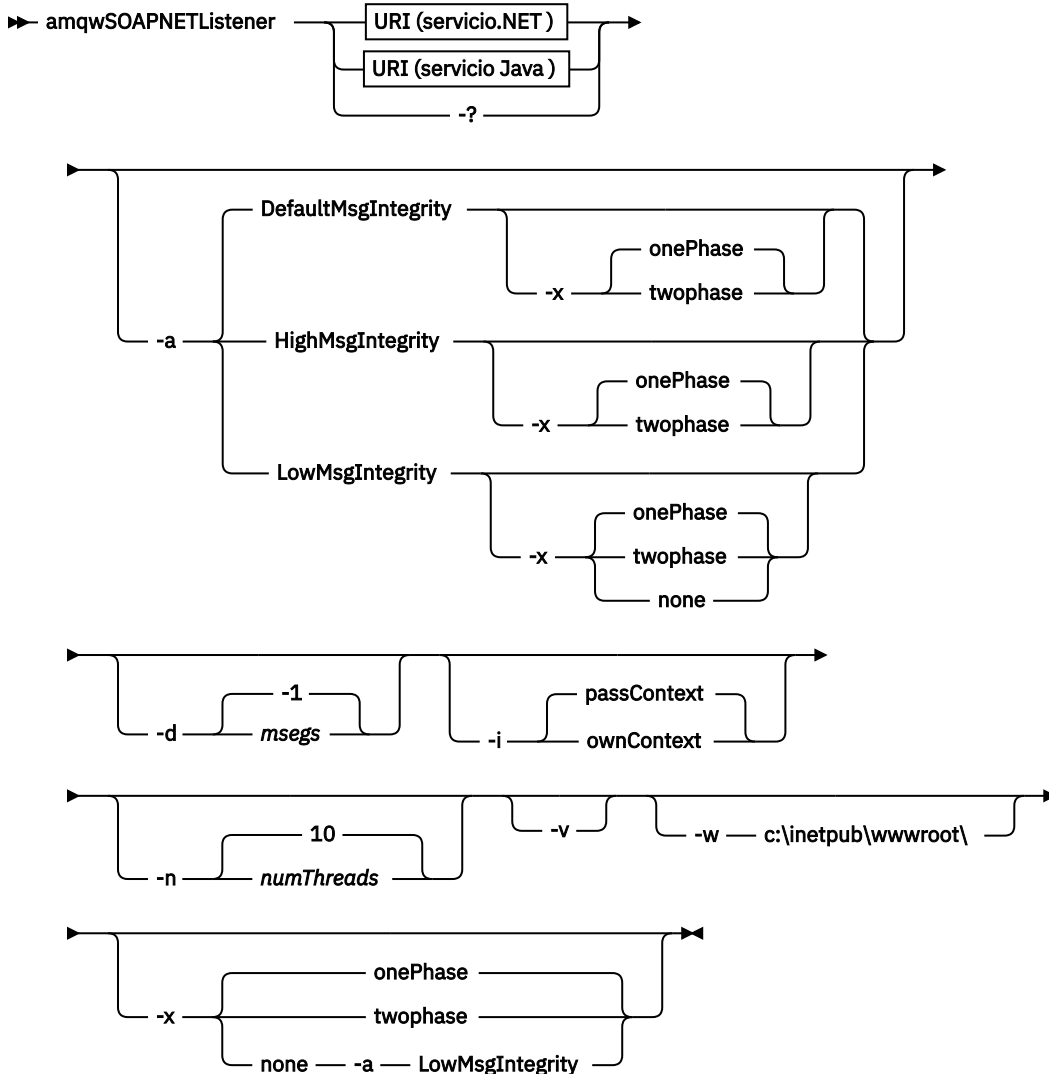 amqwSOAPNETListener URI (servicio.NET )
URI (servicio Java )
-?
DefaultMsgIntegrity
onePhase
-x twophase
-a HighMsgIntegrity
onePhase
-x twophase
LowMsgIntegrity
onePhase
-x twophase
none
-1 passContext
-d msegs -i ownContext
-v -w c:\inetpub\wwwroot\
10
-n numThreads
onePhase
-x twophase
none -a LowMsgIntegrity